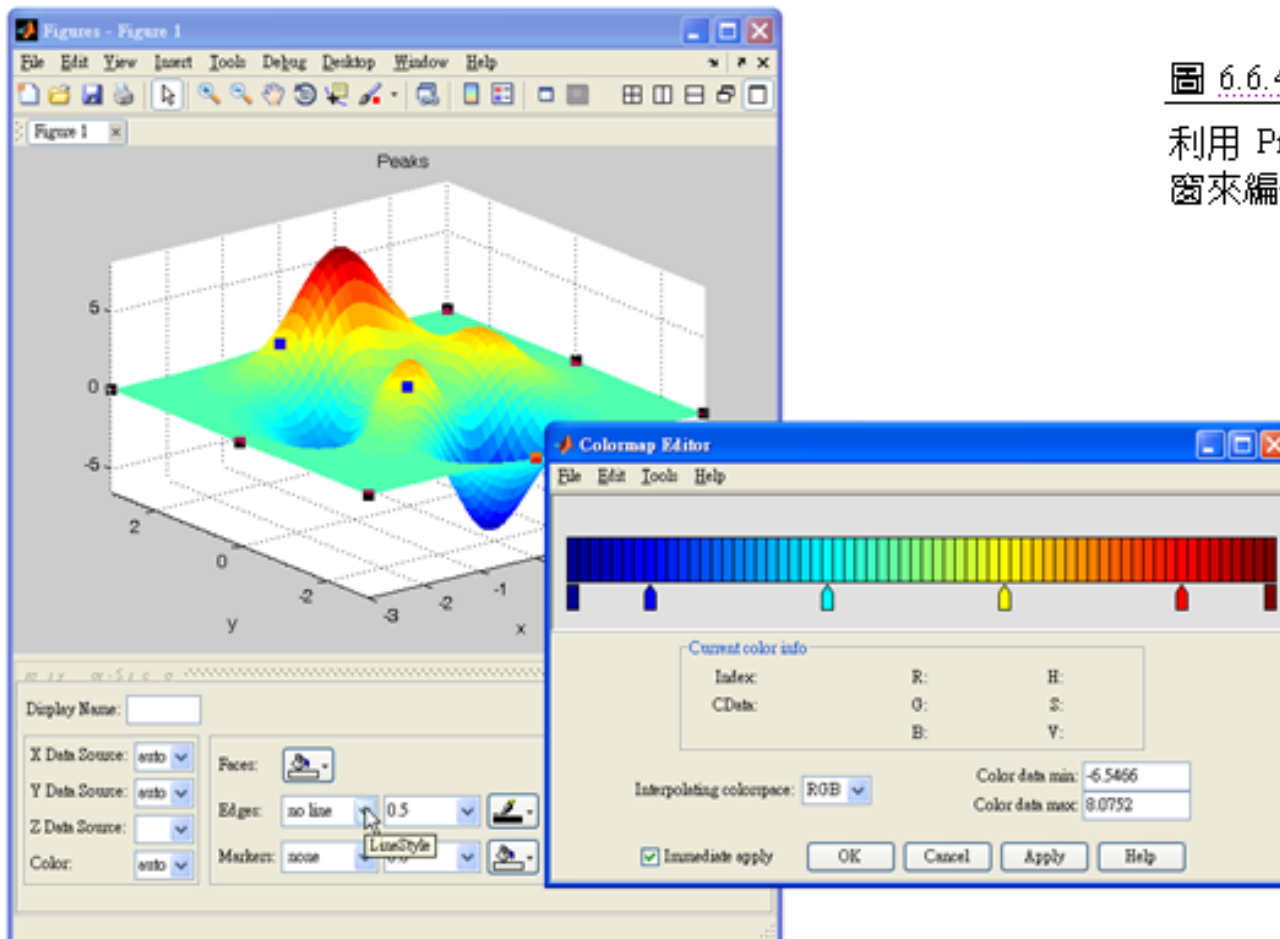 Figures - Figure 1
File Edit View Insert Tools Debug Desktop Window Help
Figure 1
Peaks
5
0
-5
2
0
-2
y
-3
-2
-1
x
圖 6.6.4
利用
窗來編
Colormap Editor
File Edit Tools Help
Current color info
Index: R: H:
CData: G: S:
B: V:
Interpolating colorspace: RGB
Color data min: -6.5466
Color data max: 8.0752
Immediate apply OK Cancel Apply Help
Display Name:
X Data Source: auto
Y Data Source: auto
Z Data Source:
Color: auto
Faces:
Edges: no line 0.5
LineStyle
Markers: none